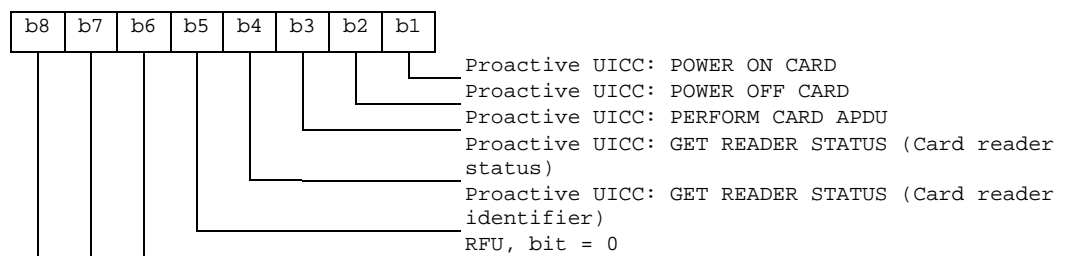 b8 b7 b6 b5 b4 b3 b2 b1
Proactive UICC: POWER ON CARD
Proactive UICC: POWER OFF CARD
Proactive UICC: PERFORM CARD APDU
Proactive UICC: GET READER STATUS (Card reader
status)
Proactive UICC: GET READER STATUS (Card reader
identifier)
RFU, bit = 0